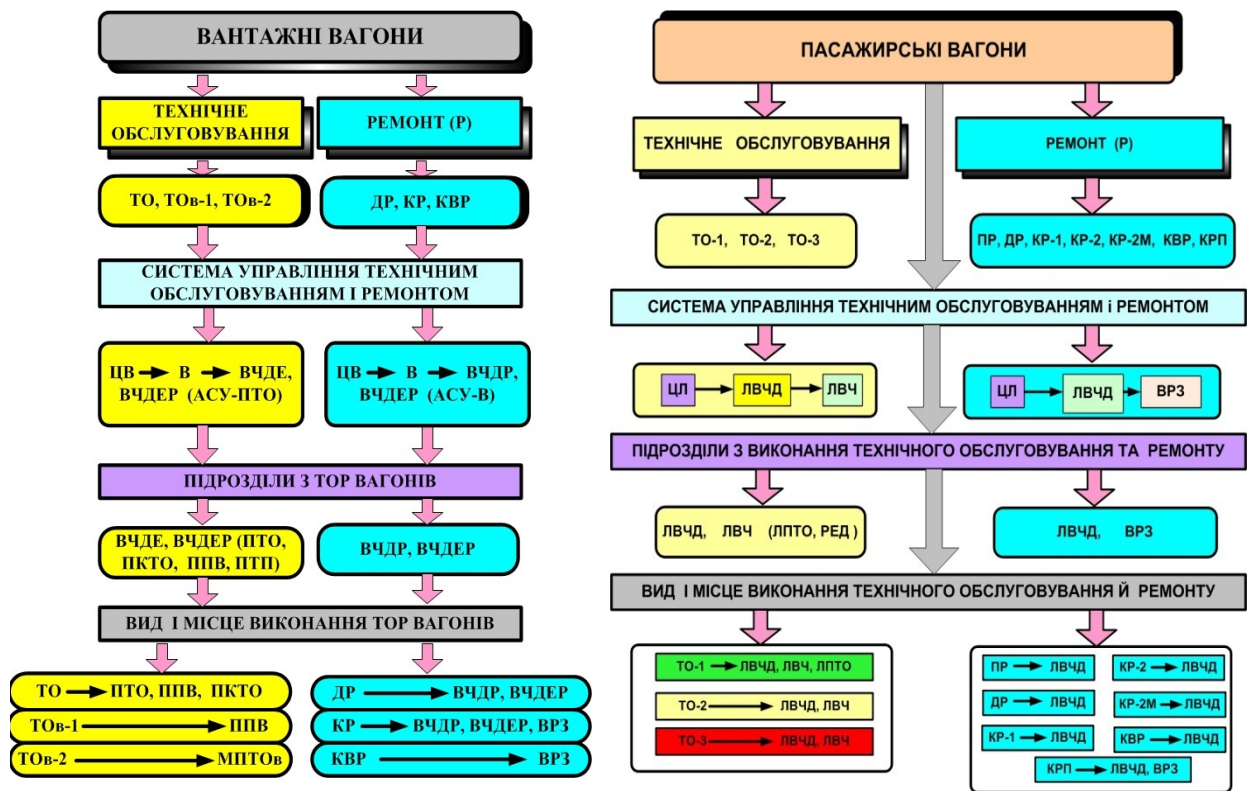 ВАНТАЖНІ ВАГОНИ
ТЕХНІЧНЕ
ОБСЛУГОВУВАННЯ
РЕМОНТ (Р)
ТО, ТОв-1, ТОв-2
ДР, КР, КВР
СИСТЕМА УПРАВЛІННЯ ТЕХНІЧНИМ
ОБСЛУГОВУВАННЯМ І РЕМОНТОМ
ЦВ В ВЧДЕ,
ВЧДЕР (АСУ-ПТО)
ЦВ В ВЧДР,
ВЧДЕР (АСУ-В)
ПІДРОЗДІЛИ З ТОР ВАГОНІВ
ВЧДЕ, ВЧДЕР (ПТО,
ПКТО, ППВ, ПТП)
ВЧДР, ВЧДЕР
ВИД І МІСЦЕ ВИКОНАННЯ ТОР ВАГОНІВ
ТО ПТО, ППВ, ПКТО
ТОв-1 ППВ
ТОв-2 МПТОв
ДР ВЧДР, ВЧДЕР
КР ВЧДР, ВЧДЕР, ВРЗ
КВР ВРЗ
ПАСАЖИРСЬКІ ВАГОНИ
ТЕХНІЧНЕ ОБСЛУГОВУВАННЯ
РЕМОНТ (Р)
ТО-1, ТО-2, ТО-3
ПР, ДР, КР-1, КР-2, КР-2М, КВР, КРП
СИСТЕМА УПРАВЛІННЯ ТЕХНІЧНИМ ОБСЛУГОВУВАННЯМ і РЕМОНТОМ
ЦЛ ЛВЧД ЛВЧ
ЦЛ ЛВЧД ВРЗ
ПІДРОЗДІЛИ З ВИКОНАННЯ ТЕХНІЧНОГО ОБСЛУГОВУВАННЯ ТА РЕМОНТУ
ЛВЧД, ЛВЧ (ЛПТО, РЕД )
ЛВЧД, ВРЗ
ВИД І МІСЦЕ ВИКОНАННЯ ТЕХНІЧНОГО ОБСЛУГОВУВАННЯ Й РЕМОНТУ
ТО-1 ЛВЧД, ЛВЧ, ЛПТО
ТО-2 ЛВЧД, ЛВЧ
ТО-3 ЛВЧД, ЛВЧ
ПР ЛВЧД
КР-2 ЛВЧД
ДР ЛВЧД
КР-2М ЛВЧД
КР-1 ЛВЧД
КВР ЛВЧД
КРП ЛВЧД, ВРЗ